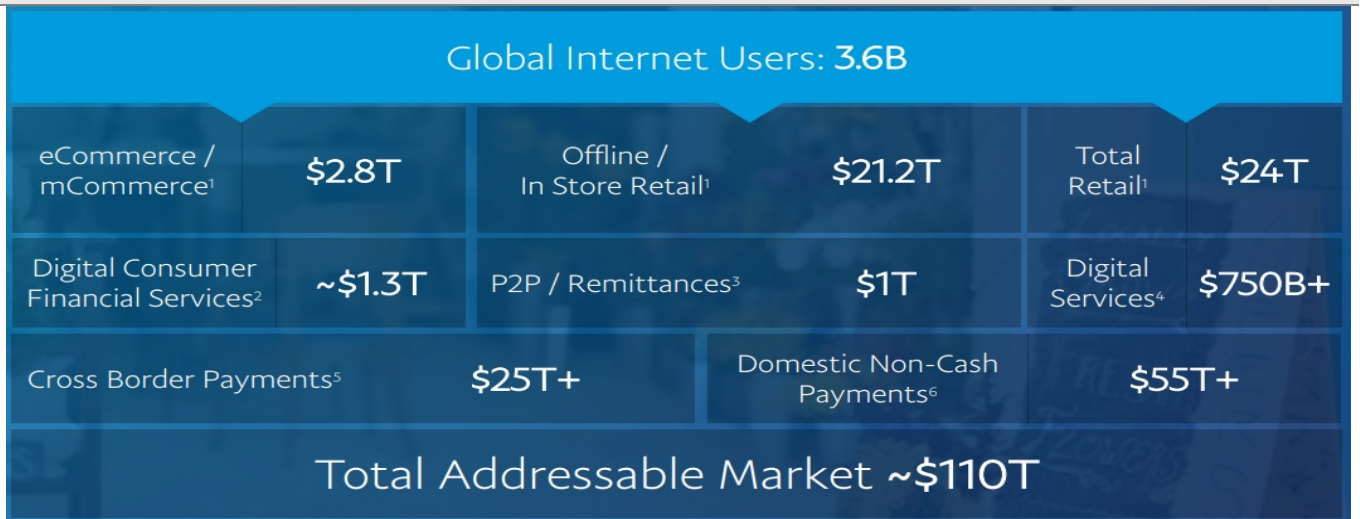 Global Internet Users: 3.6B
eCommerce /
mCommerce¹
$2.8T
Offline /
In Store Retail¹
$21.2T
Total
Retail¹
$24T
Digital Consumer
Financial Services²
~$1.3T
P2P / Remittances³
$1T
Digital
Services⁴
$750B+
Cross Border Payments⁵
$25T+
Domestic Non-Cash
Payments⁶
$55T+
Total Addressable Market ~$110T